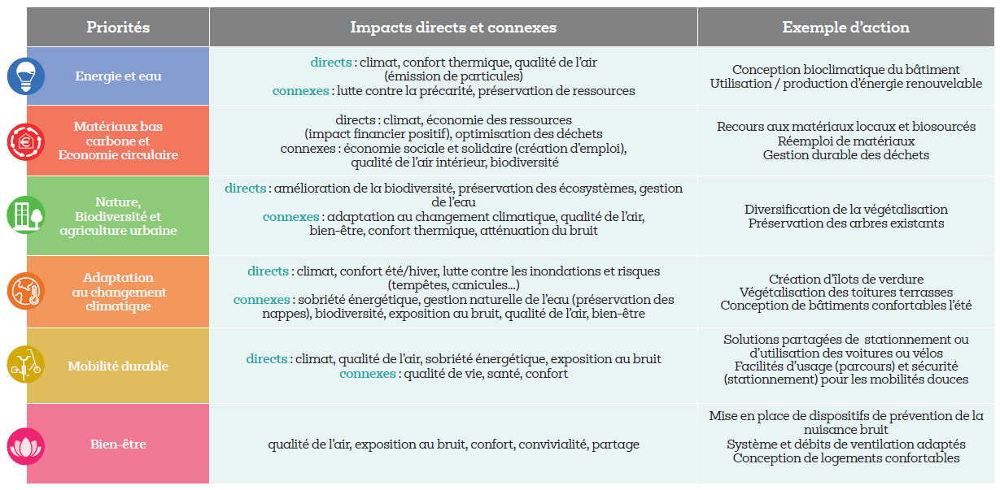 Priorités
Impacts directs et connexes
Exemple d’action
Energie et eau
directs : climat, confort thermique, qualité de l’air
(émission de particules)
connexes : lutte contre la précarité, préservation de ressources
Conception bioclimatique du bâtiment
Utilisation / production d’énergie renouvelable
Matériaux bas
carbone et
Economie circulaire
directs : climat, économie des ressources
(impact financier positif), optimisation des déchets
connexes : économie sociale et solidaire (création d’emploi),
qualité de l’air intérieur, biodiversité
Recours aux matériaux locaux et biosourcés
Réemploi de matériaux
Gestion durable des déchets
Nature,
Biodiversité et
agriculture urbaine
directs : amélioration de la biodiversité, préservation des écosystèmes, gestion
de l’eau
connexes : adaptation au changement climatique, qualité de l’air,
bien-être, confort thermique, atténuation du bruit
Diversification de la végétalisation
Préservation des arbres existants
Adaptation
au changement
climatique
directs : climat, confort été/hiver, lutte contre les inondations et risques
(tempêtes, canicules...)
connexes : sobriété énergétique, gestion naturelle de l’eau (préservation des
nappes), biodiversité, exposition au bruit, qualité de l’air, bien-être
Création d’îlots de verdure
Végétalisation des toitures terrasses
Conception de bâtiments confortables l’été
Mobilité durable
directs : climat, qualité de l’air, sobriété énergétique, exposition au bruit
connexes : qualité de vie, santé, confort
Solutions partagées de stationnement ou
d’utilisation des voitures ou vélos
Facilités d’usage (parcours) et sécurité
(stationnement) pour les mobilités douces
Bien-être
qualité de l’air, exposition au bruit, confort, convivialité, partage
Mise en place de dispositifs de prévention de la
nuisance bruit
Système et débits de ventilation adaptés
Conception de logements confortables